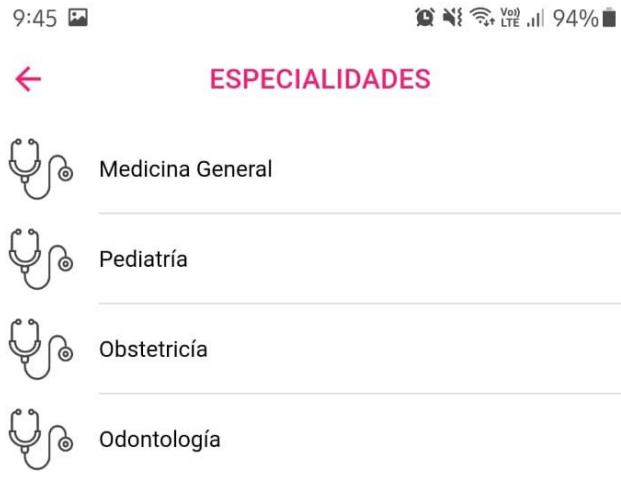 9:45 94%
ESPECIALIDADES
Medicina General
Pediatría
Obstetricía
Odontología